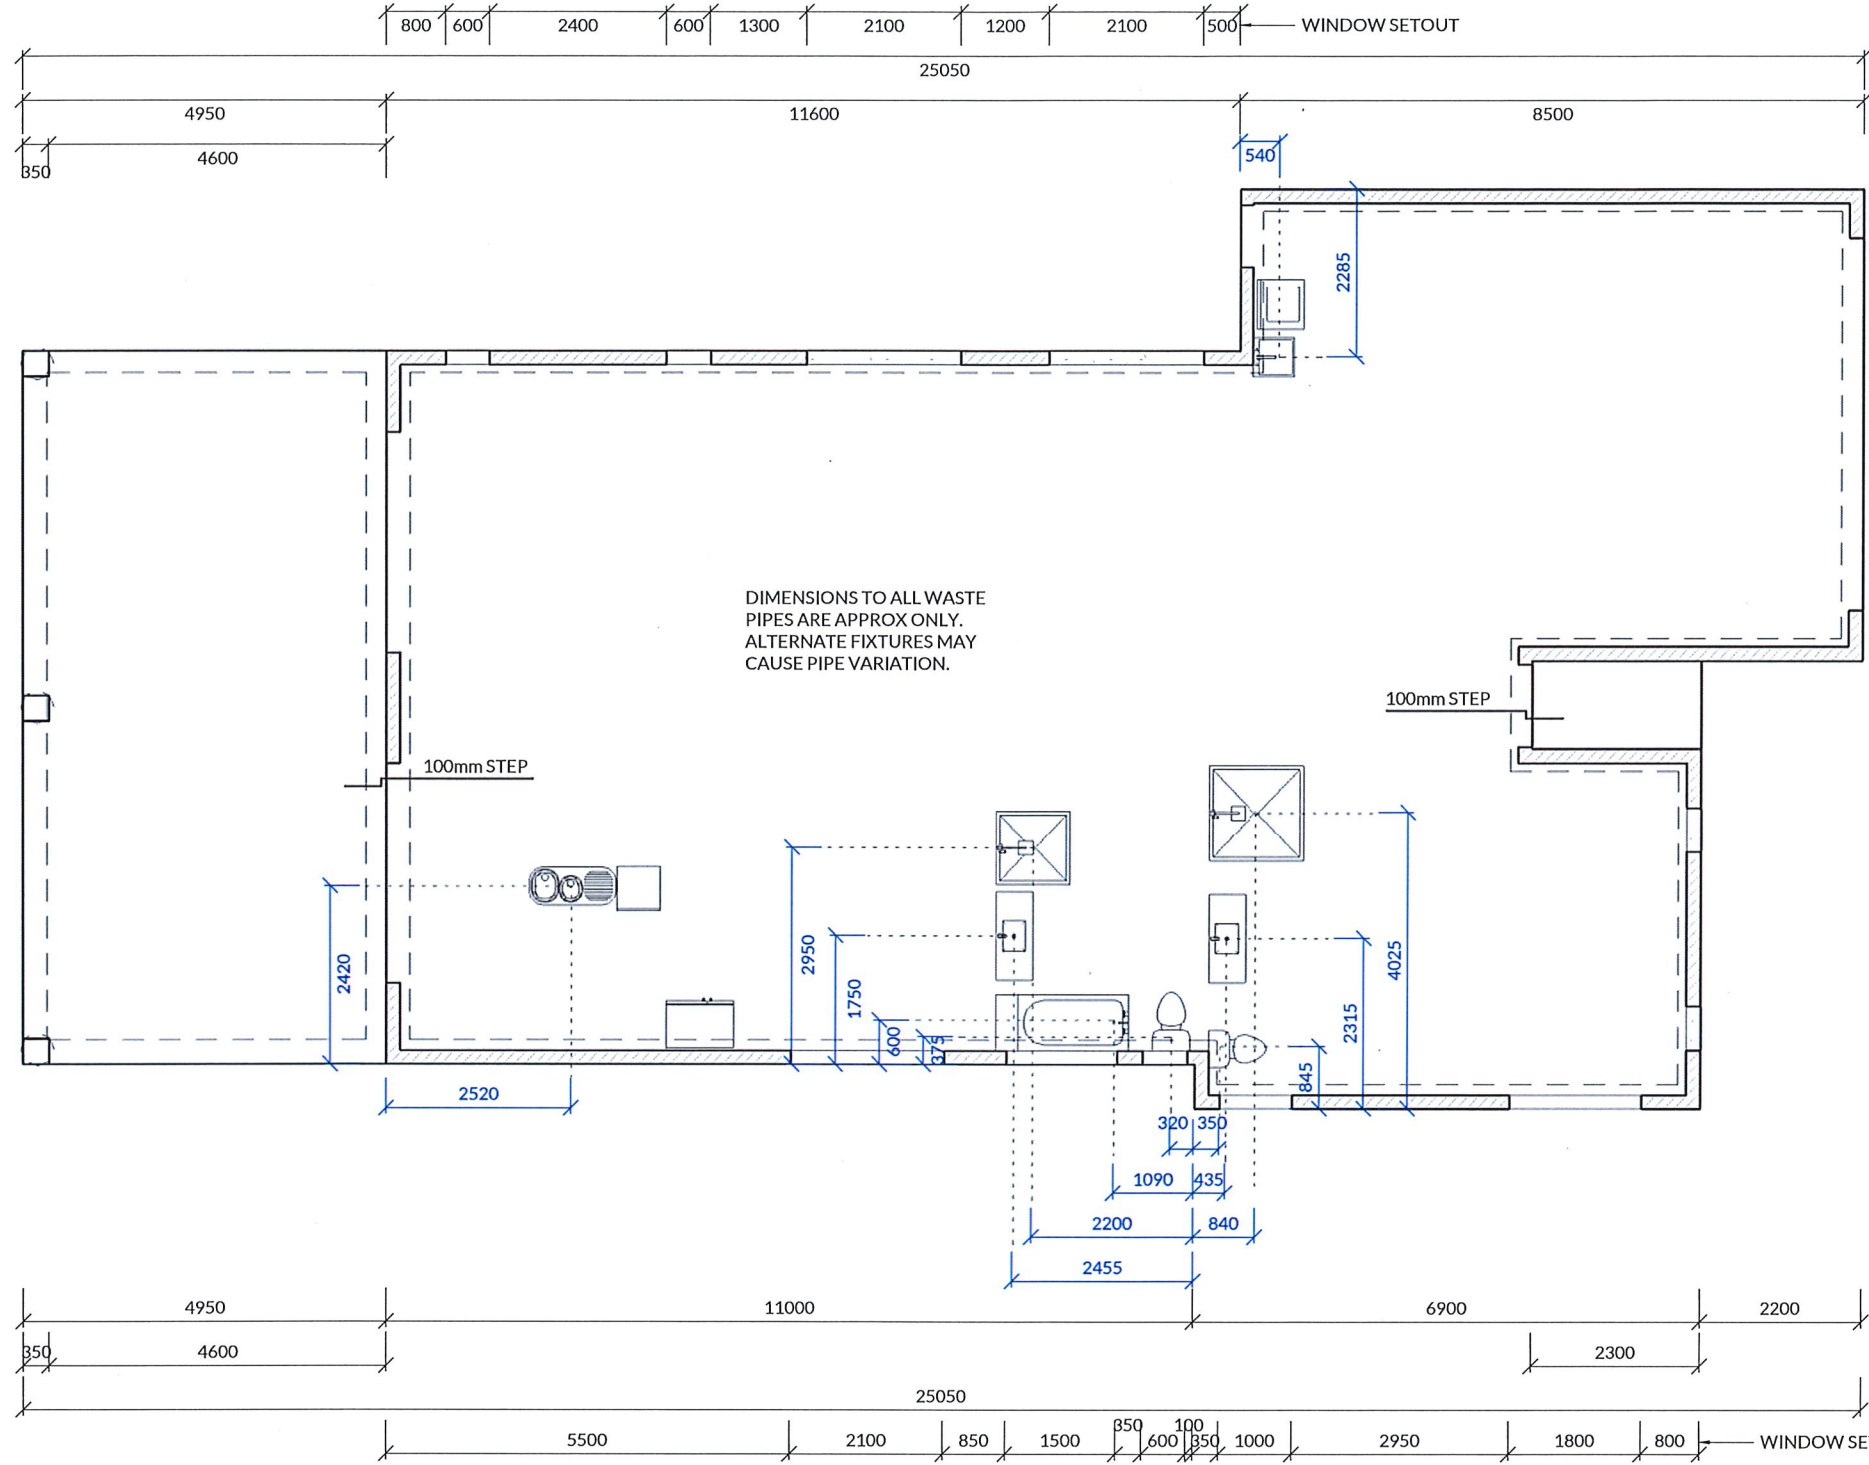 800 600 2400 600 1300 2100 1200 2100 500 WINDOW SETOUT
25050
4950 11600 8500
350 4600
540
2285
DIMENSIONS TO ALL WASTE
PIPES ARE APPROX ONLY.
ALTERNATE FIXTURES MAY
CAUSE PIPE VARIATION.
100mm STEP
100mm STEP
2420
2950
1750
600
375
4025
2315
845
2520
320 350
1090 435
2200 840
2455
4950 11000 6900 2200
350 4600 2300
25050
350 100
5500 2100 850 1500 600 350 1000 2950 1800 800 WINDOW SE